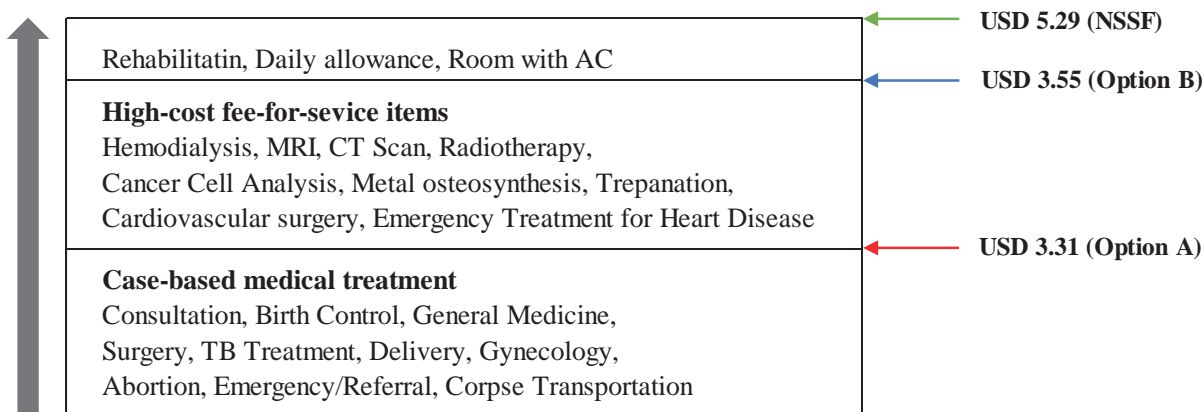 USD 5.29 (NSSF)
Rehabilitatin, Daily allowance, Room with AC
USD 3.55 (Option B)
High-cost fee-for-sevice items
Hemodialysis, MRI, CT Scan, Radiotherapy,
Cancer Cell Analysis, Metal osteosynthesis, Trepanation,
Cardiovascular surgery, Emergency Treatment for Heart Disease
USD 3.31 (Option A)
Case-based medical treatment
Consultation, Birth Control, General Medicine,
Surgery, TB Treatment, Delivery, Gynecology,
Abortion, Emergency/Referral, Corpse Transportation